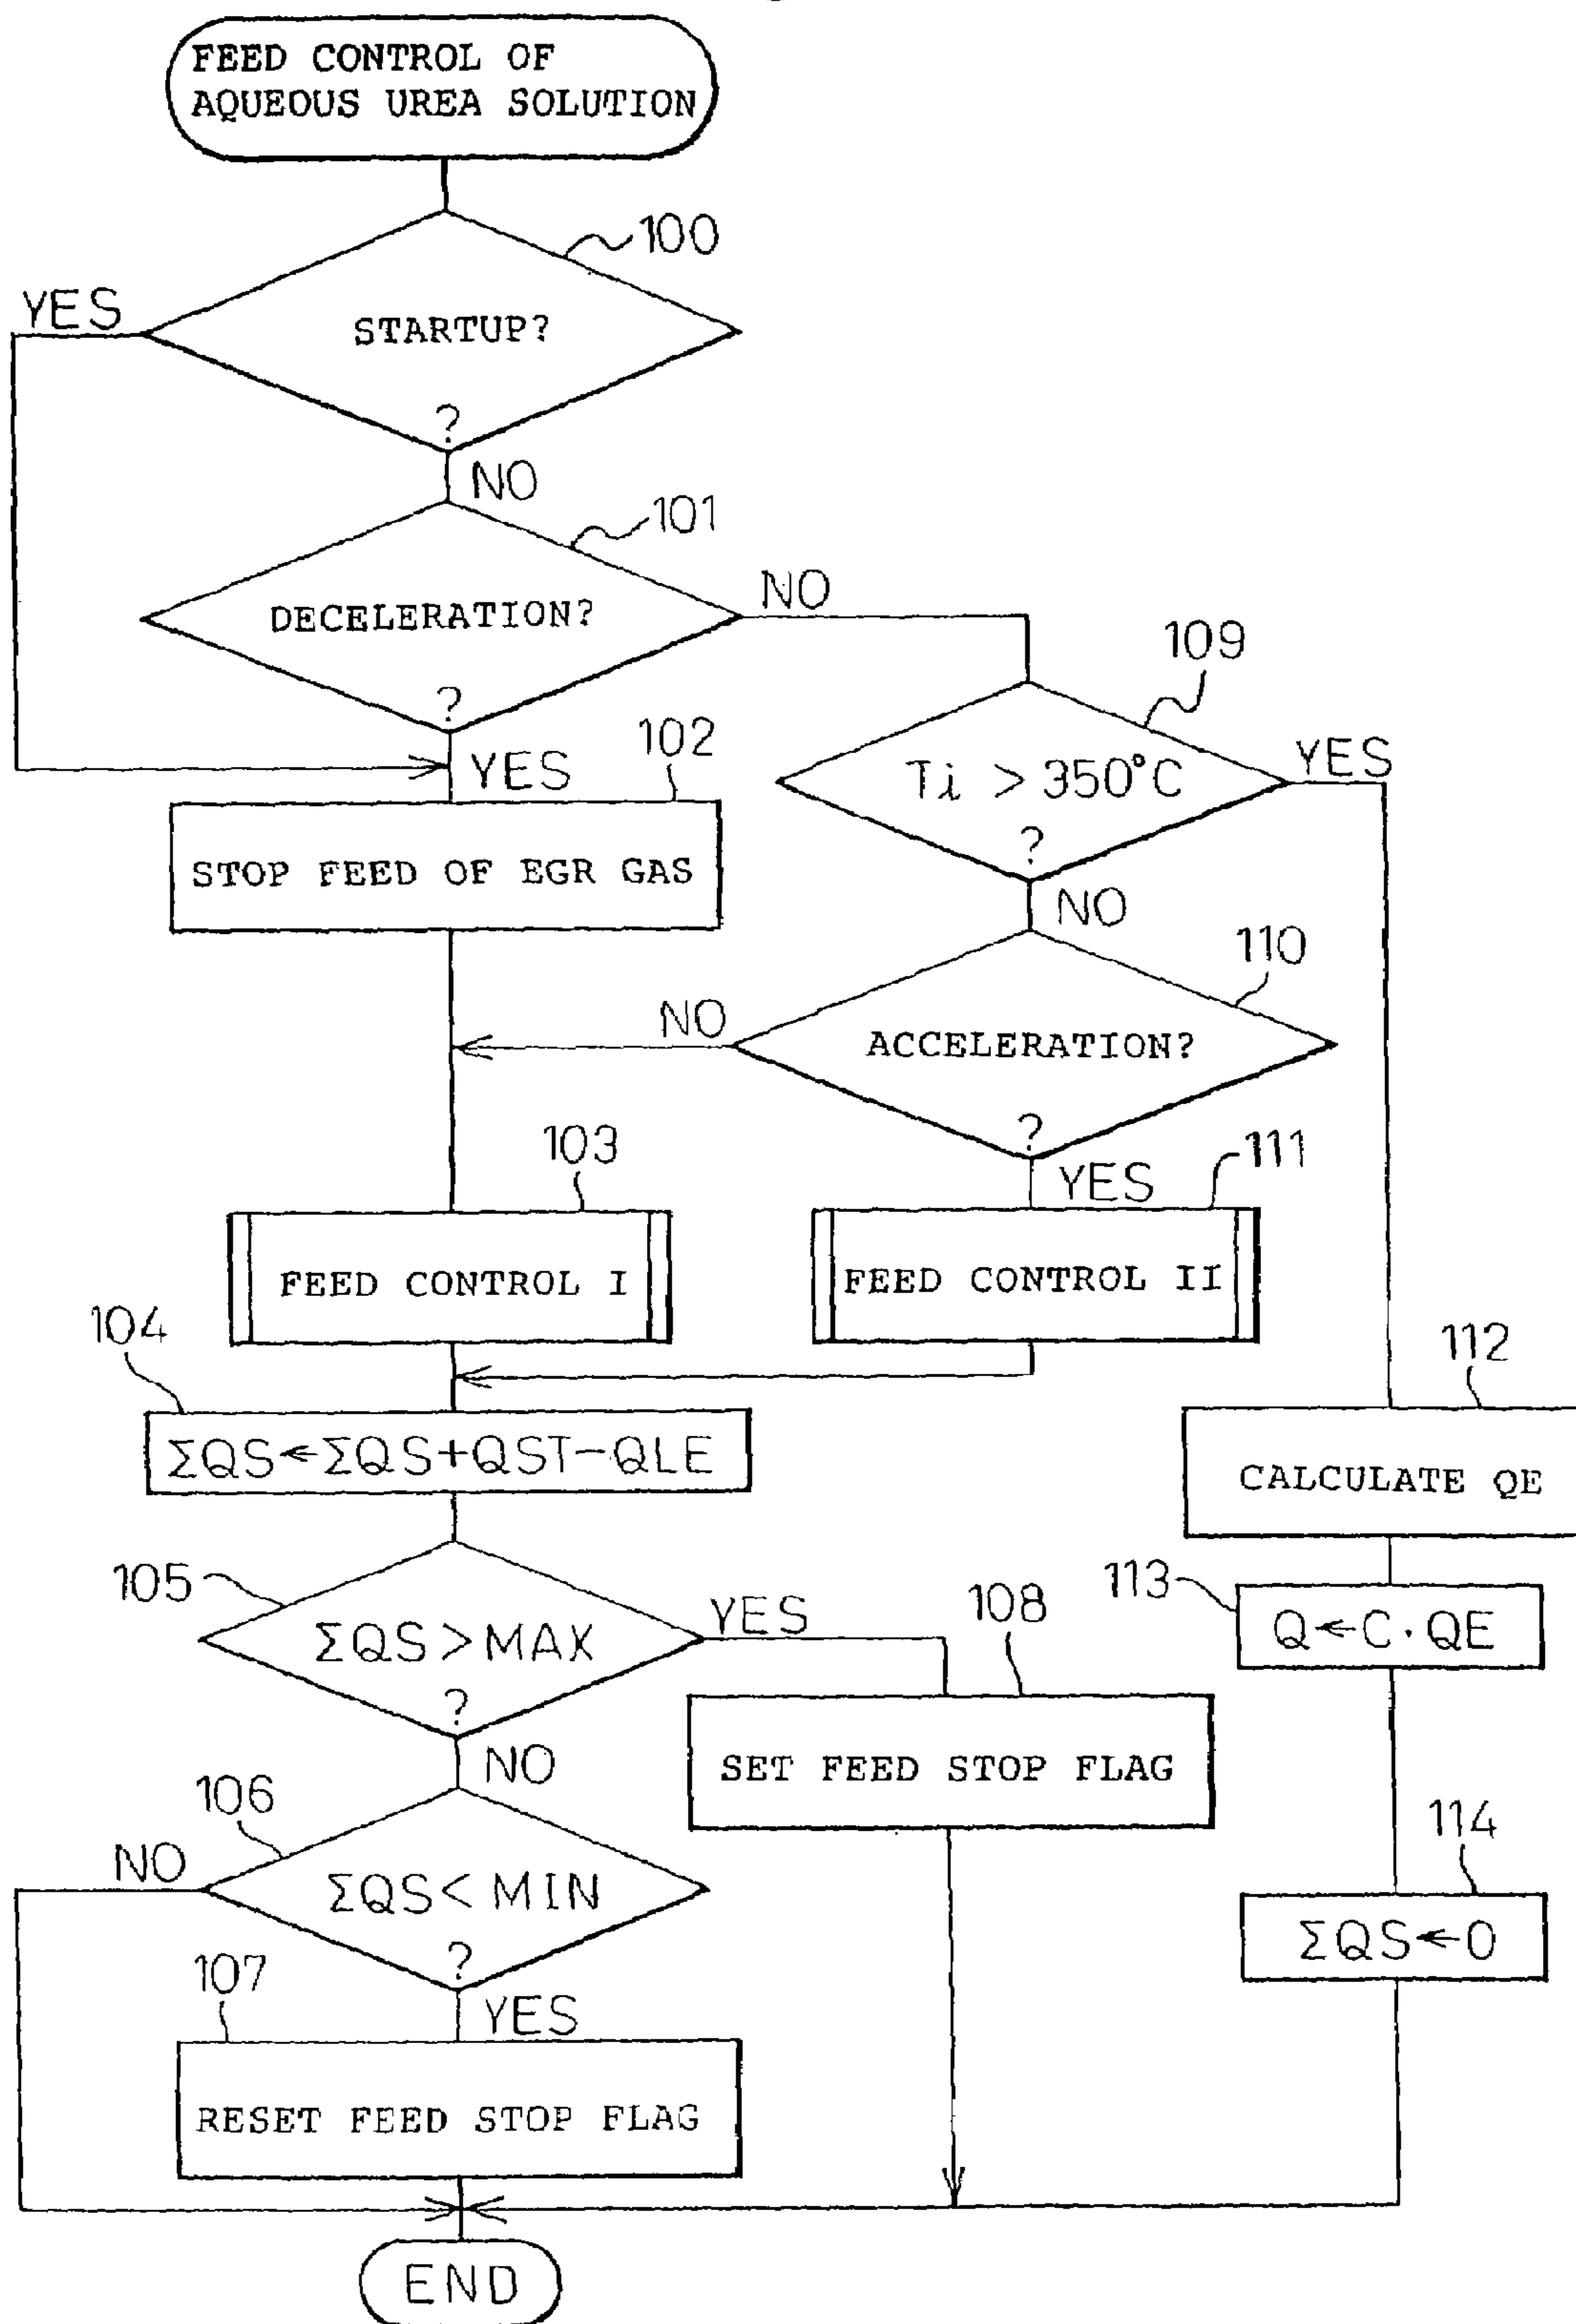 FEED CONTROL OF
AQUEOUS UREA SOLUTION
100
YES
STARTUP?
?
NO
101
DECELERATION?
NO
?
YES
109
Ti > 350°C
YES
?
NO
102
STOP FEED OF EGR GAS
110
NO
ACCELERATION?
?
YES
103
FEED CONTROL I
111
FEED CONTROL II
104
ΣQS←ΣQS+QST−QLE
112
CALCULATE QE
105
ΣQS>MAX
YES
?
NO
108
SET FEED STOP FLAG
113
Q←C·QE
106
NO
ΣQS<MIN
?
YES
114
ΣQS←0
107
RESET FEED STOP FLAG
END